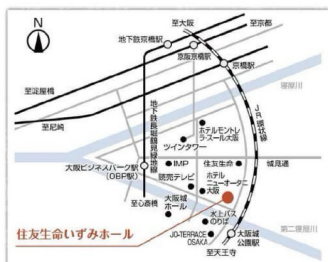 N
至大阪
至京都
地下鉄京橋駅
京阪京橋駅
京橋駅
至淀屋橋
至尼崎
地下鉄長堀鶴見緑地線
JR環状線
寝屋川
ホテルモントレ
ラ・スール大阪
ツインタワー
IMP
住友生命
城見通
大阪ビジネスパーク駅
(OBP駅)
読売テレビ
ホテル
ニューオータニ
大阪
至心斎橋
大阪城
ホール
水上バス
のりば
住友生命いずみホール
JO-TERRACE
OSAKA
大阪城
公園駅
第二寝屋川
至天王寺